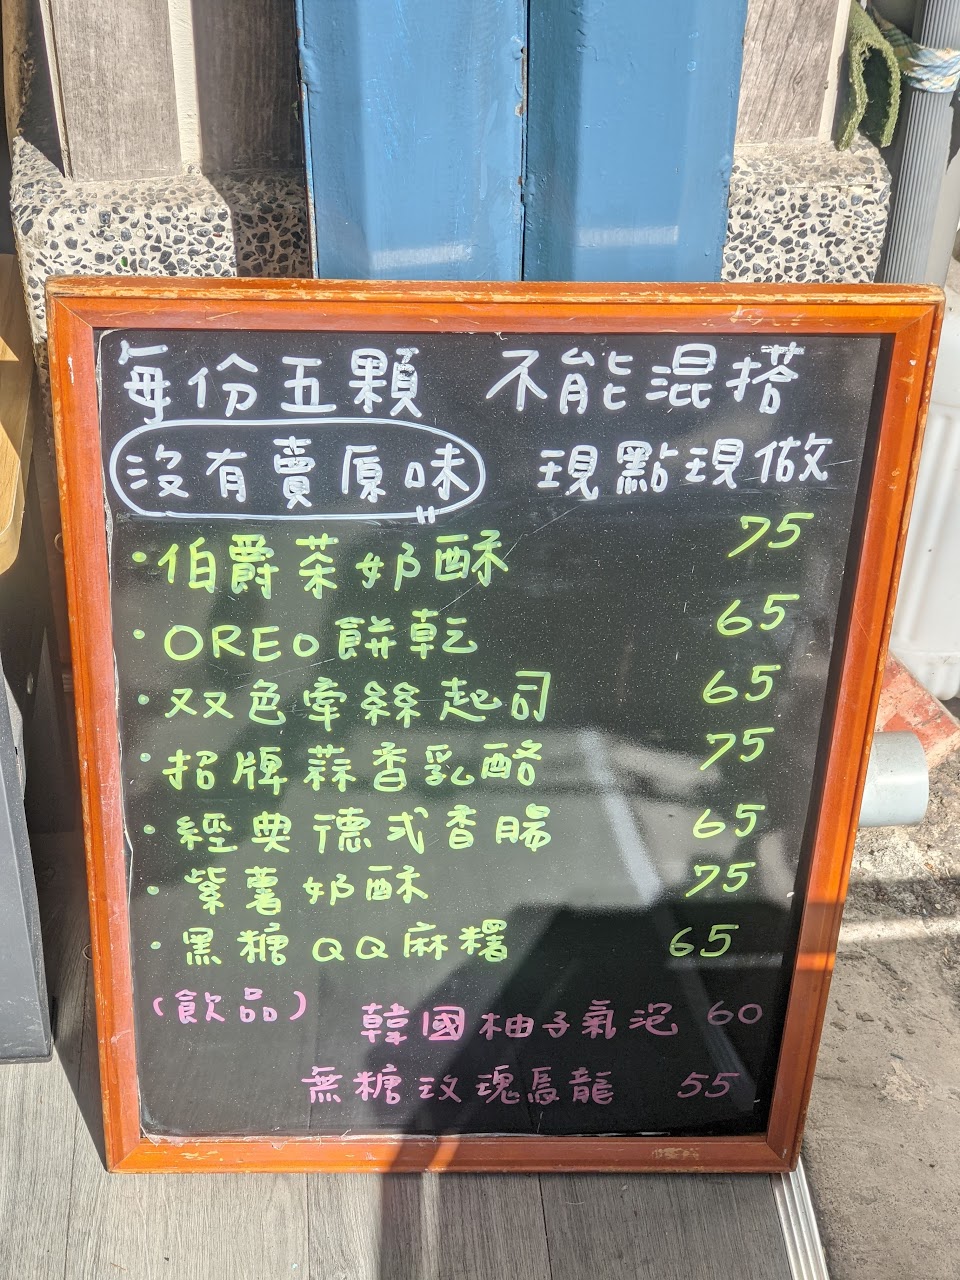 每份五顆 不能混搭
沒有賣原味 現點現做
·伯爵茶奶酥 75
·OREO餅乾 65
·双色牽絲起司 65
·招牌蒜香乳酪 75
·經典德式香腸 65
·紫薯奶酥 75
·黑糖QQ麻糬 65
(飲品) 韓國柚子氣泡 60
無糖玫瑰烏龍 55